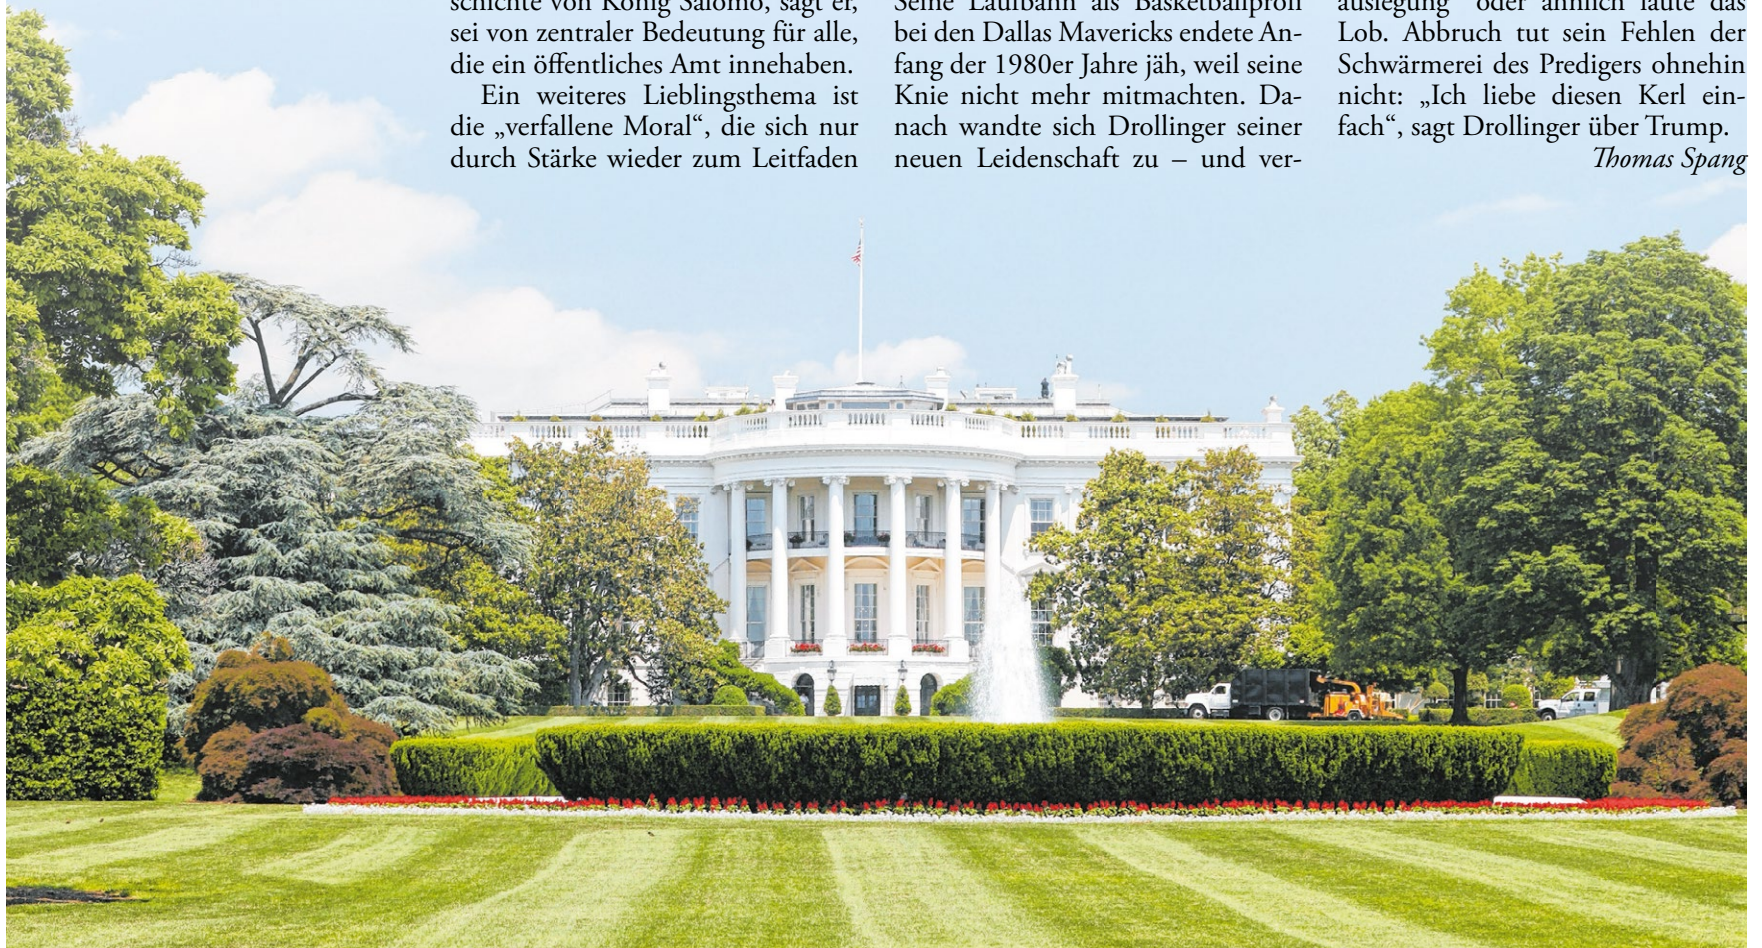 schichte von König Salomo, sagt er,
sei von zentraler Bedeutung für alle,
die ein öffentliches Amt innehaben.
Ein weiteres Lieblingsthema ist
die „verfallene Moral“, die sich nur
durch Stärke wieder zum Leitfaden
Seine Laufbahn als Basketballprofi
bei den Dallas Mavericks endete An-
fang der 1980er Jahre jäh, weil seine
Knie nicht mehr mitmachten. Da-
nach wandte sich Drollinger seiner
neuen Leidenschaft zu – und ver-
auslegung“ oder ähnlich laute das
Lob. Abbruch tut sein Fehlen der
Schwärmerei des Predigers ohnehin
nicht: „Ich liebe diesen Kerl ein-
fach“, sagt Drollinger über Trump.
Thomas Spang